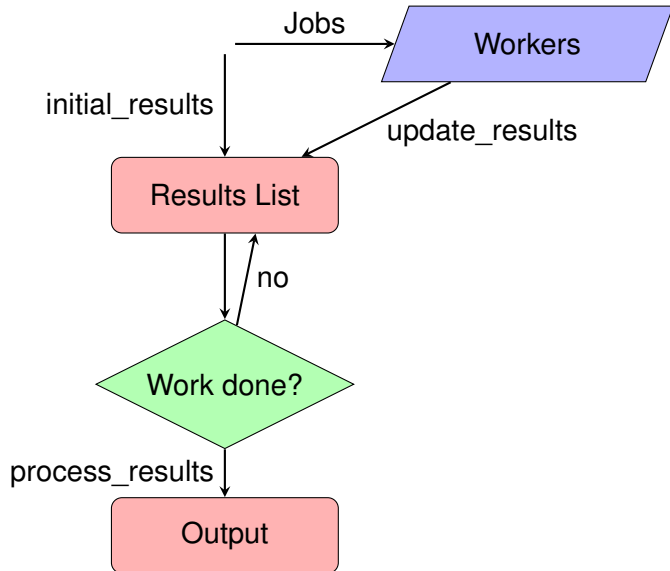 Jobs
Workers
initial_results
update_results
Results List
no
Work done?
process_results
Output